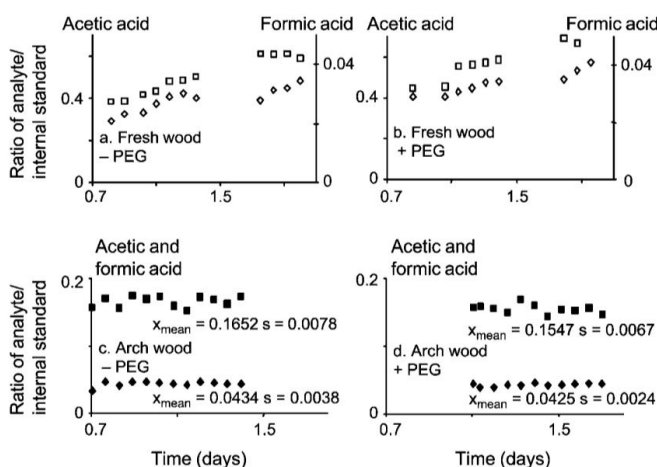 Acetic acid Formic acid
Acetic acid Formic acid
Ratio of analyte/
internal standard
0.4
0
0.04
0
a. Fresh wood
– PEG
0.7 1.5
0.4
0
0.04
0
b. Fresh wood
+ PEG
0.7 1.5
Acetic and
formic acid
Ratio of analyte/
internal standard
0.2
0
xmean = 0.1652 s = 0.0078
c. Arch wood
– PEG
xmean = 0.0434 s = 0.0038
0.7 1.5
Time (days)
Acetic and
formic acid
0.2
0
xmean = 0.1547 s = 0.0067
d. Arch wood
+ PEG
xmean = 0.0425 s = 0.0024
0.7 1.5
Time (days)